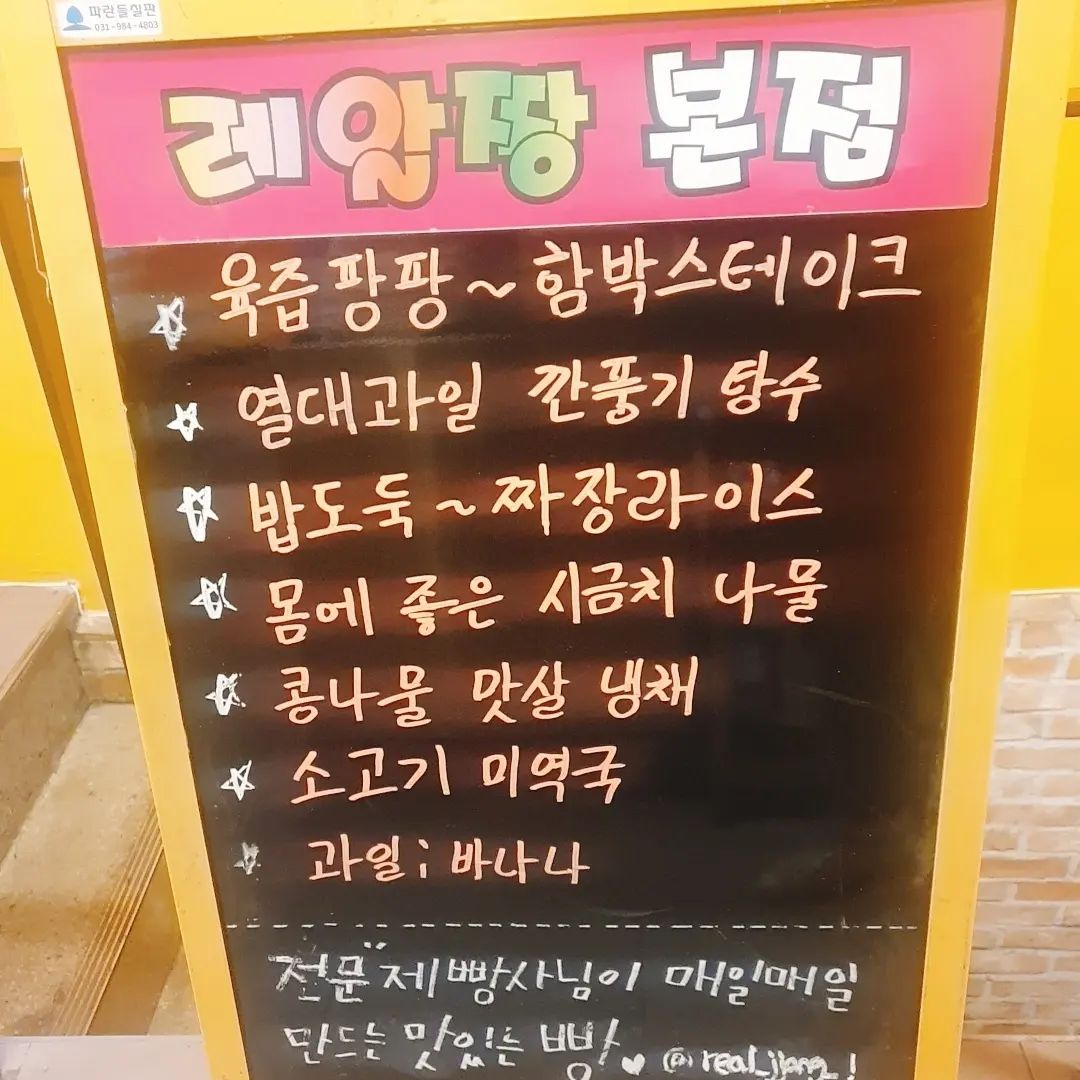 파란들실판
031-984-4803
레알짱 본점
육즙팡팡~함박스테이크
열대과일 깐풍기 탕수
밥도둑~짜장라이스
몸에 좋은 시금치 나물
콩나물 맛살 냉채
소고기 미역국
과일; 바나나
전문 제빵사님이 매일매일
만드는 맛있는 빵♥ @real_jjang_!